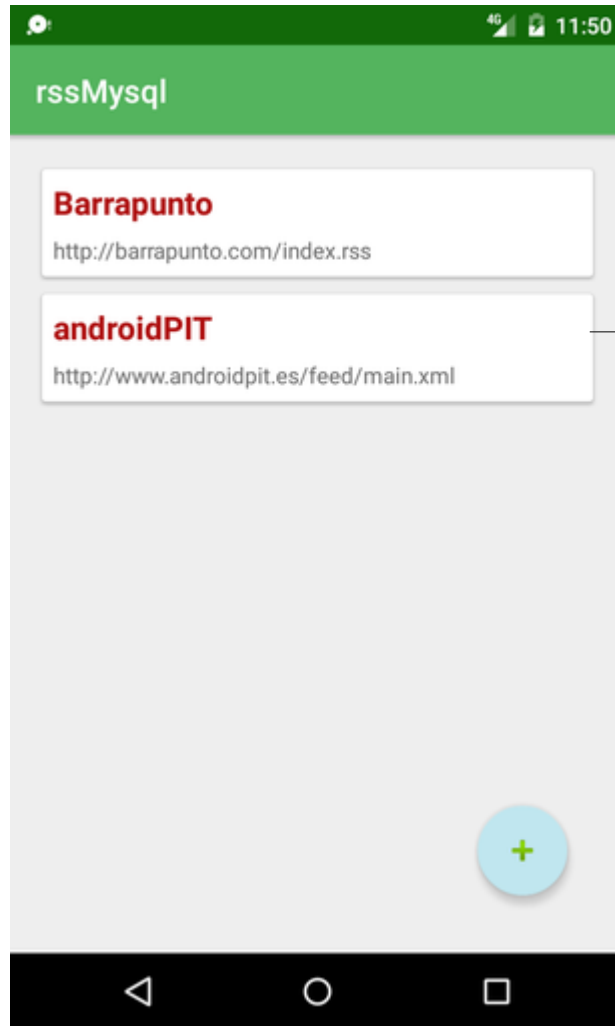 4G 11:50
rssMysql
Barrapunto
http://barrapunto.com/index.rss
androidPIT
http://www.androidpit.es/feed/main.xml
+